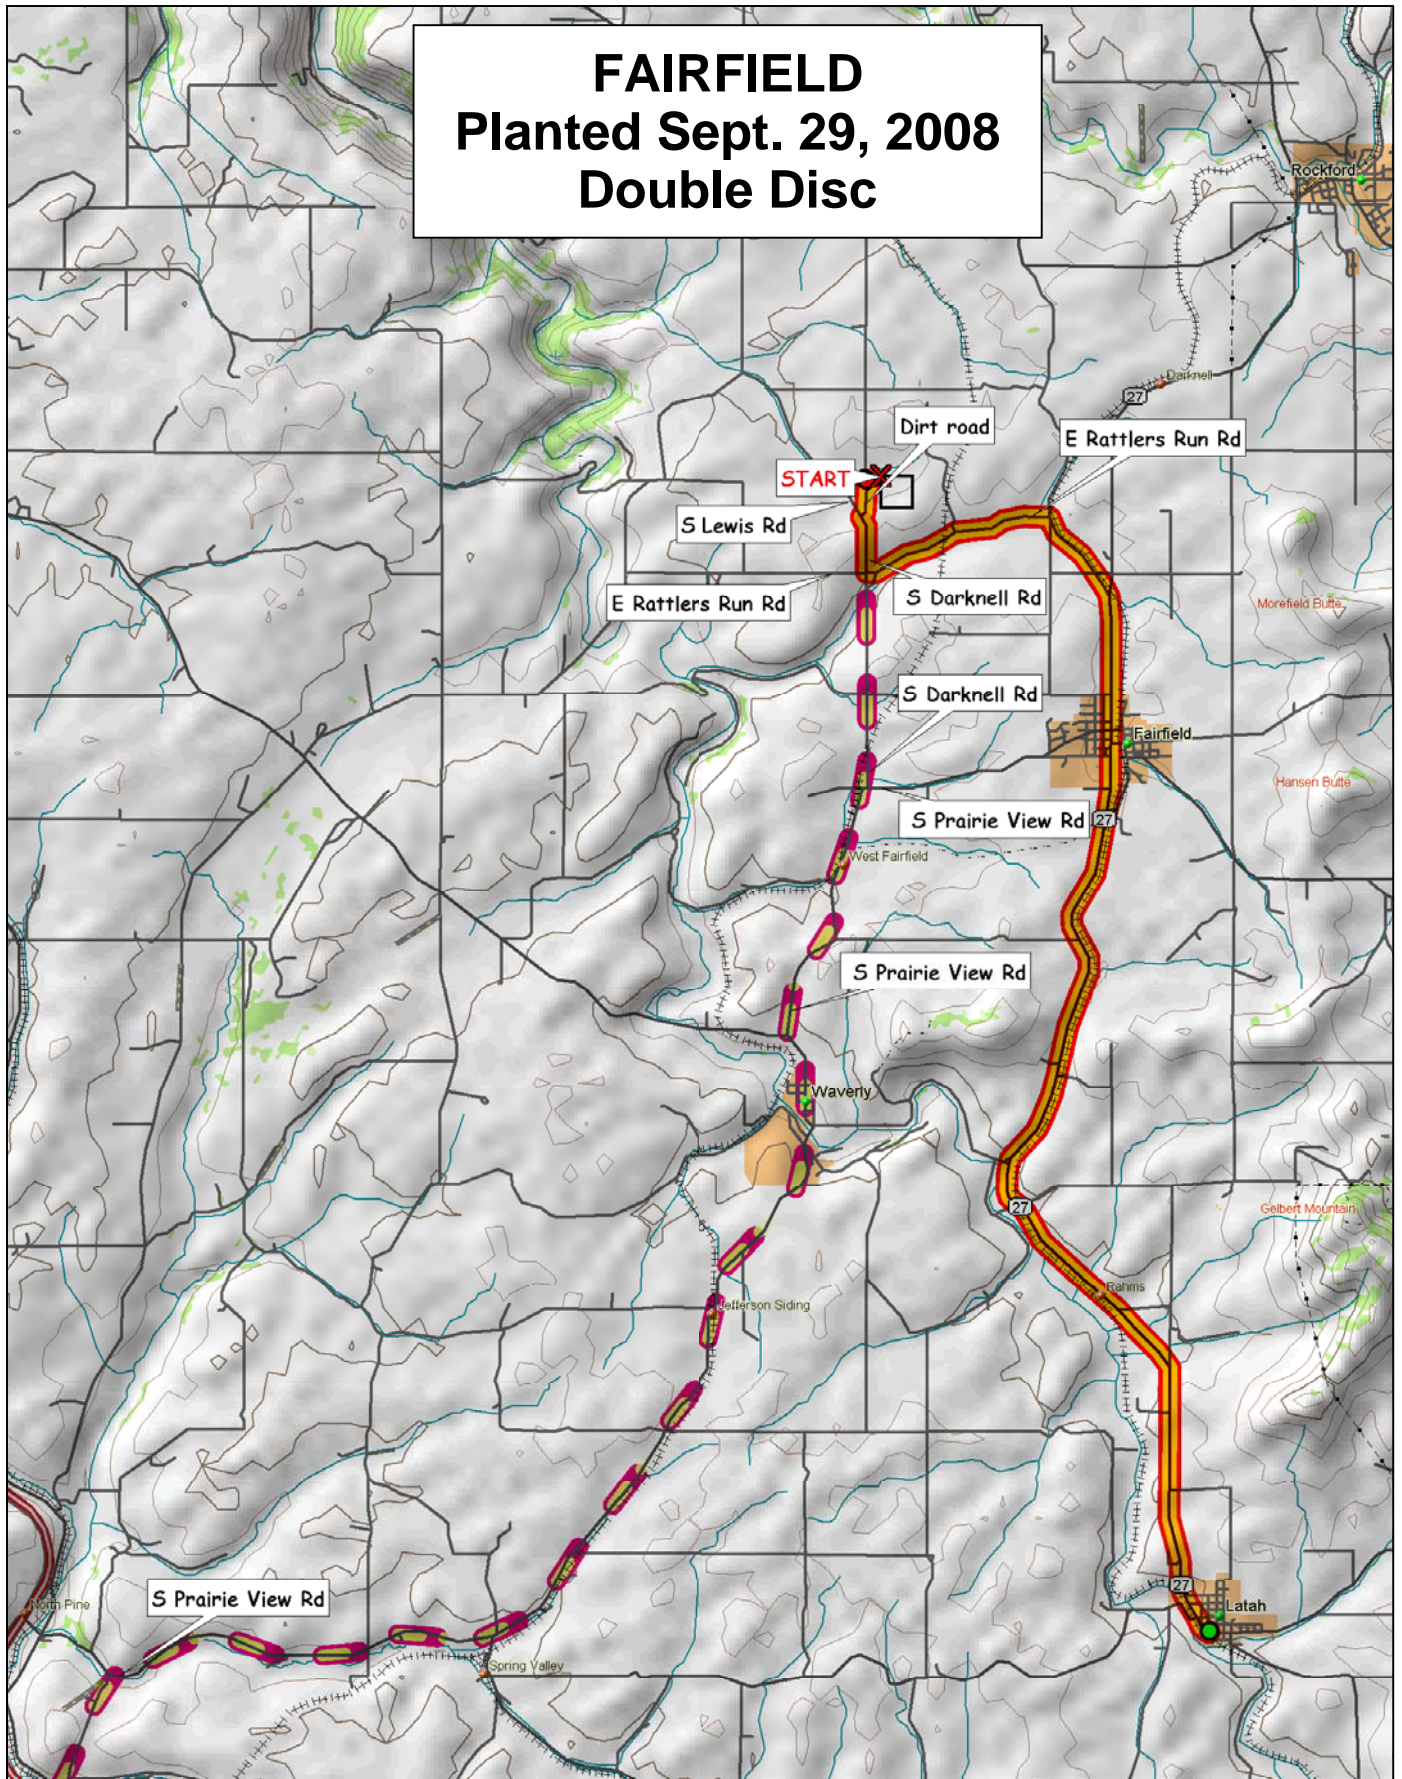 FAIRFIELD
Planted Sept. 29, 2008
Double Disc
Rockford
Darknell
27
Dirt road
E Rattlers Run Rd
START
S Lewis Rd
E Rattlers Run Rd
S Darknell Rd
Morefield Butte
S Darknell Rd
Fairfield
Hansen Butte
S Prairie View Rd
27
West Fairfield
S Prairie View Rd
Waverly
27
Gelbert Mountain
Rahms
Jefferson Siding
27
S Prairie View Rd
North Pine
Latah
Spring Valley